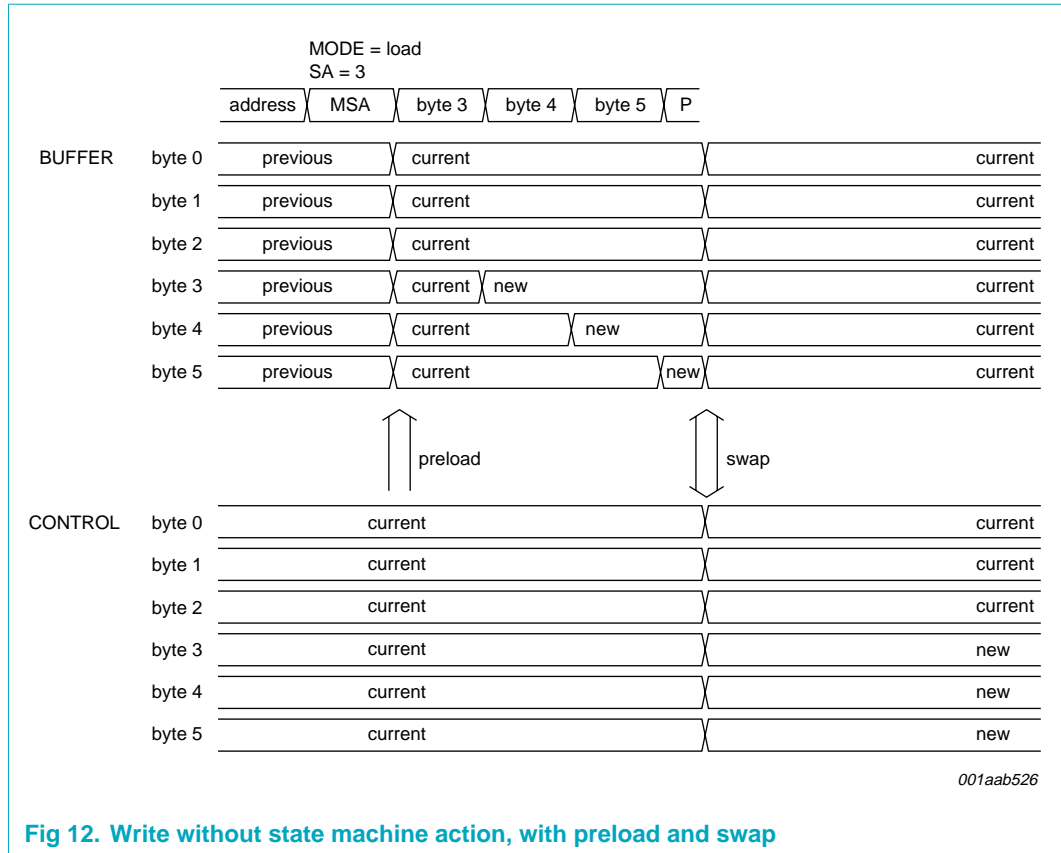 MODE = load
SA = 3
address MSA byte 3 byte 4 byte 5 P
BUFFER byte 0 previous current current
byte 1 previous current current
byte 2 previous current current
byte 3 previous current new current
byte 4 previous current new current
byte 5 previous current new current
preload swap
CONTROL byte 0 current current
byte 1 current current
byte 2 current current
byte 3 current new
byte 4 current new
byte 5 current new
001aab526
Fig 12. Write without state machine action, with preload and swap